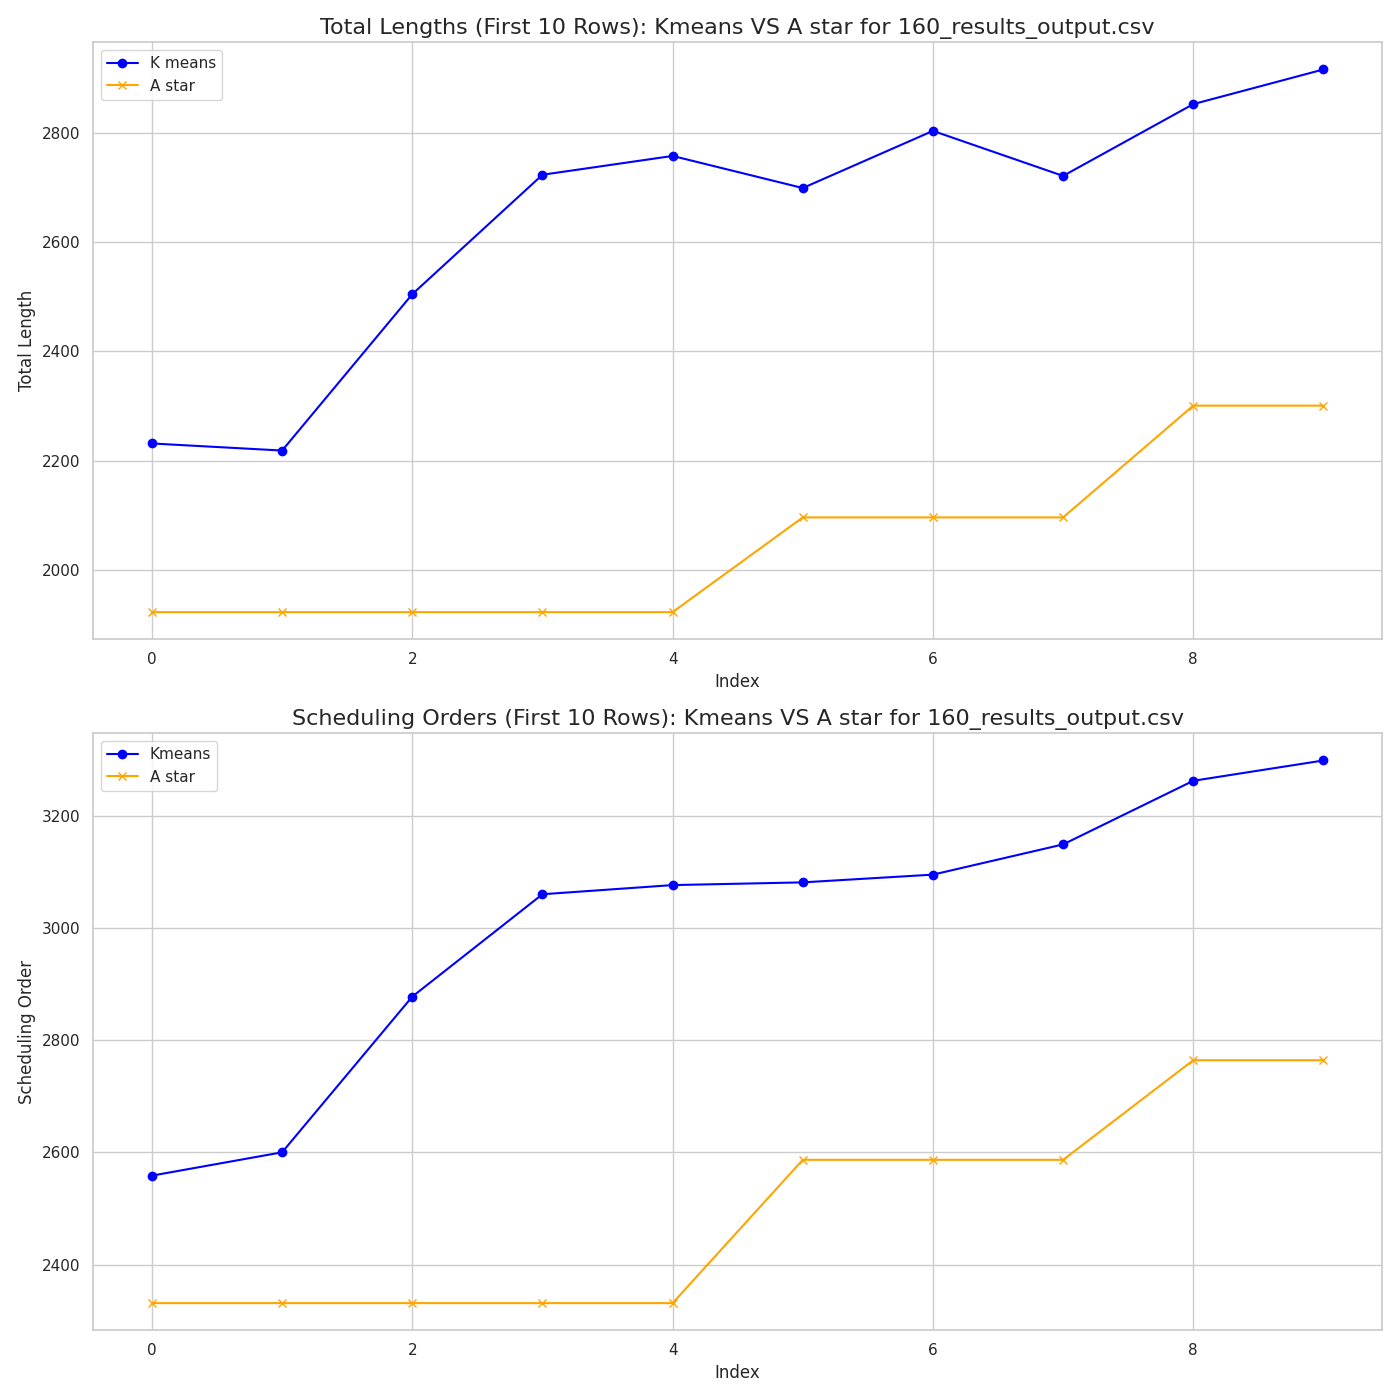 Total Lengths (First 10 Rows): Kmeans VS A star for 160_results_output.csv
K means
A star
2800
2600
2400
2200
2000
Total Length
0 2 4 6 8
Index
Scheduling Orders (First 10 Rows): Kmeans VS A star for 160_results_output.csv
Kmeans
A star
3200
3000
2800
2600
2400
Scheduling Order
0 2 4 6 8
Index